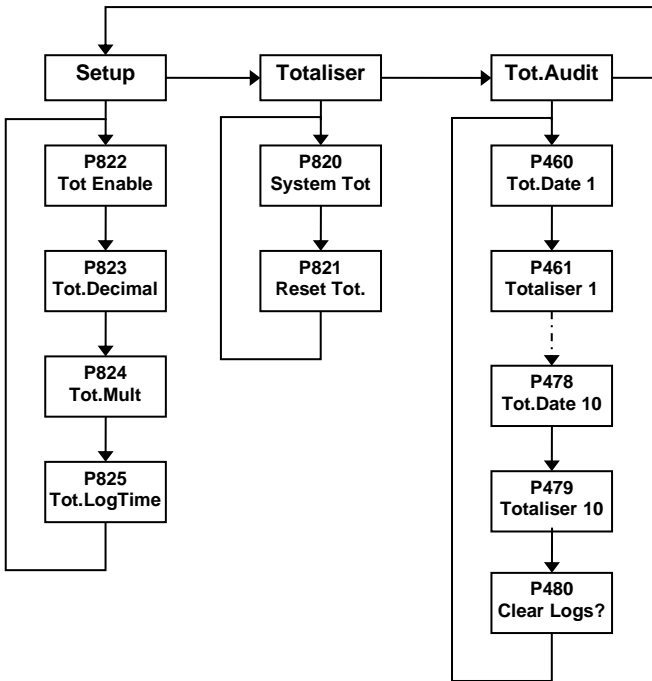 Setup
Totaliser
Tot.Audit
P822
Tot Enable
P823
Tot.Decimal
P824
Tot.Mult
P825
Tot.LogTime
P820
System Tot
P821
Reset Tot.
P460
Tot.Date 1
P461
Totaliser 1
P478
Tot.Date 10
P479
Totaliser 10
P480
Clear Logs?